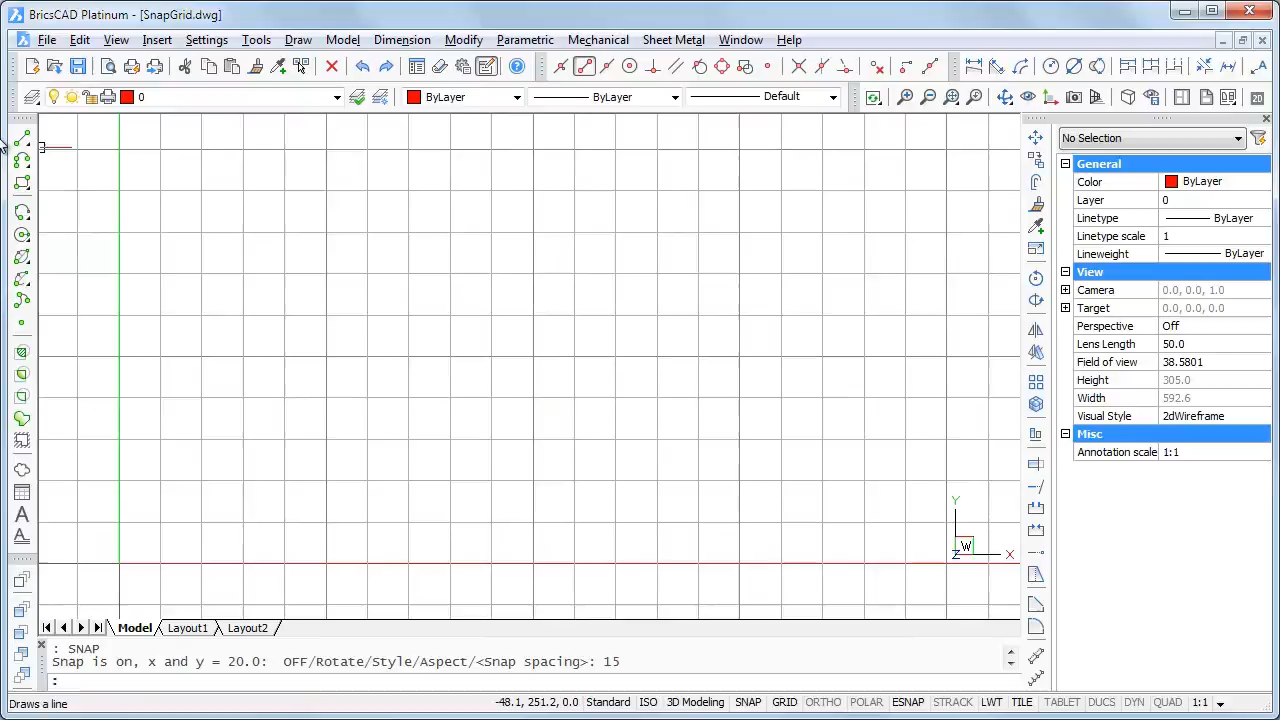 BricsCAD Platinum - [SnapGrid.dwg]
File Edit View Insert Settings Tools Draw Model Dimension Modify Parametric Mechanical Sheet Metal Window Help
0 ByLayer ByLayer Default
No Selection
General
Color ByLayer
Layer 0
Linetype ByLayer
Linetype scale 1
Lineweight ByLayer
View
Camera 0.0, 0.0, 1.0
Target 0.0, 0.0, 0.0
Perspective Off
Lens Length 50.0
Field of view 38.5801
Height 305.0
Width 592.6
Visual Style 2dWireframe
Misc
Annotation scale 1:1
Y
W
Z X
Model Layout1 Layout2
: SNAP
Snap is on, x and y = 20.0: OFF/Rotate/Style/Aspect/<Snap spacing>: 15
:
Draws a line -48.1, 251.2, 0.0 Standard ISO 3D Modeling SNAP GRID ORTHO POLAR ESNAP STRACK LWT TILE TABLET DUCS DYN QUAD 1:1